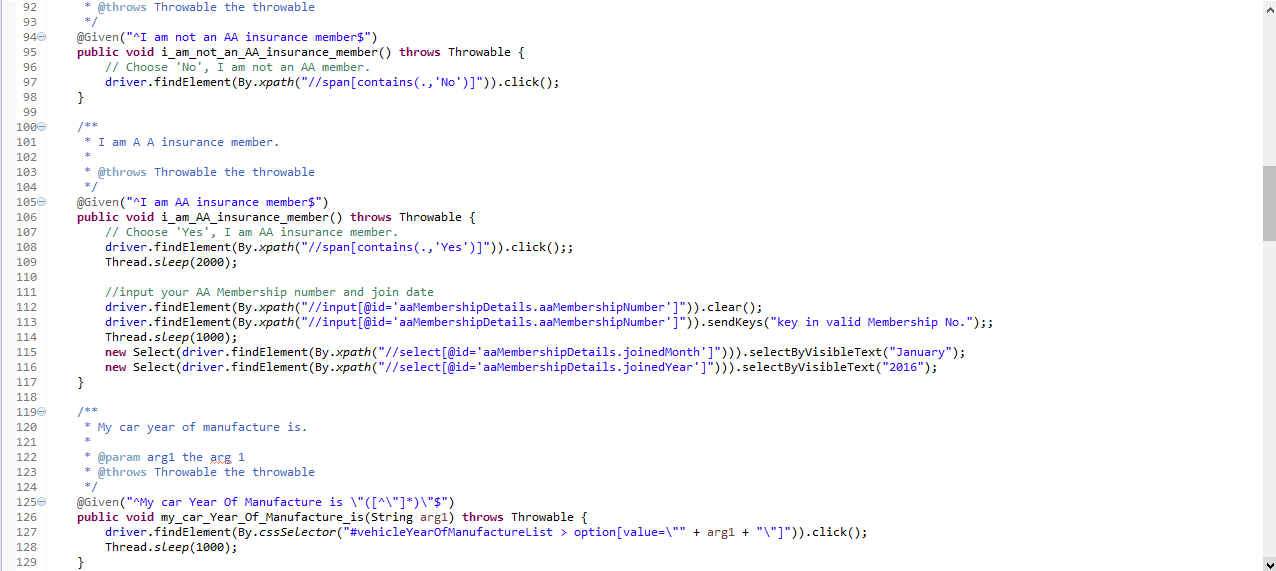 92 * @throws Throwable the throwable
93 */
94 @Given("^I am not an AA insurance member$")
95 public void i_am_not_an_AA_insurance_member() throws Throwable {
96 // Choose 'No', I am not an AA member.
97 driver.findElement(By.xpath("//span[contains(.,'No')]")).click();
98 }
99
100 /**
101 * I am A A insurance member.
102 *
103 * @throws Throwable the throwable
104 */
105 @Given("^I am AA insurance member$")
106 public void i_am_AA_insurance_member() throws Throwable {
107 // Choose 'Yes', I am AA insurance member.
108 driver.findElement(By.xpath("//span[contains(.,'Yes')]")).click();;
109 Thread.sleep(2000);
110
111 //input your AA Membership number and join date
112 driver.findElement(By.xpath("//input[@id='aaMembershipDetails.aaMembershipNumber']")).clear();
113 driver.findElement(By.xpath("//input[@id='aaMembershipDetails.aaMembershipNumber']")).sendKeys("key in valid Membership No.");;
114 Thread.sleep(1000);
115 new Select(driver.findElement(By.xpath("//select[@id='aaMembershipDetails.joinedMonth']"))).selectByVisibleText("January");
116 new Select(driver.findElement(By.xpath("//select[@id='aaMembershipDetails.joinedYear']"))).selectByVisibleText("2016");
117 }
118
119 /**
120 * My car year of manufacture is.
121 *
122 * @param arg1 the arg 1
123 * @throws Throwable the throwable
124 */
125 @Given("^My car Year Of Manufacture is \"([^\"]*)\"$")
126 public void my_car_Year_Of_Manufacture_is(String arg1) throws Throwable {
127 driver.findElement(By.cssSelector("#vehicleYearOfManufactureList > option[value=\"" + arg1 + "\"]")).click();
128 Thread.sleep(1000);
129 }